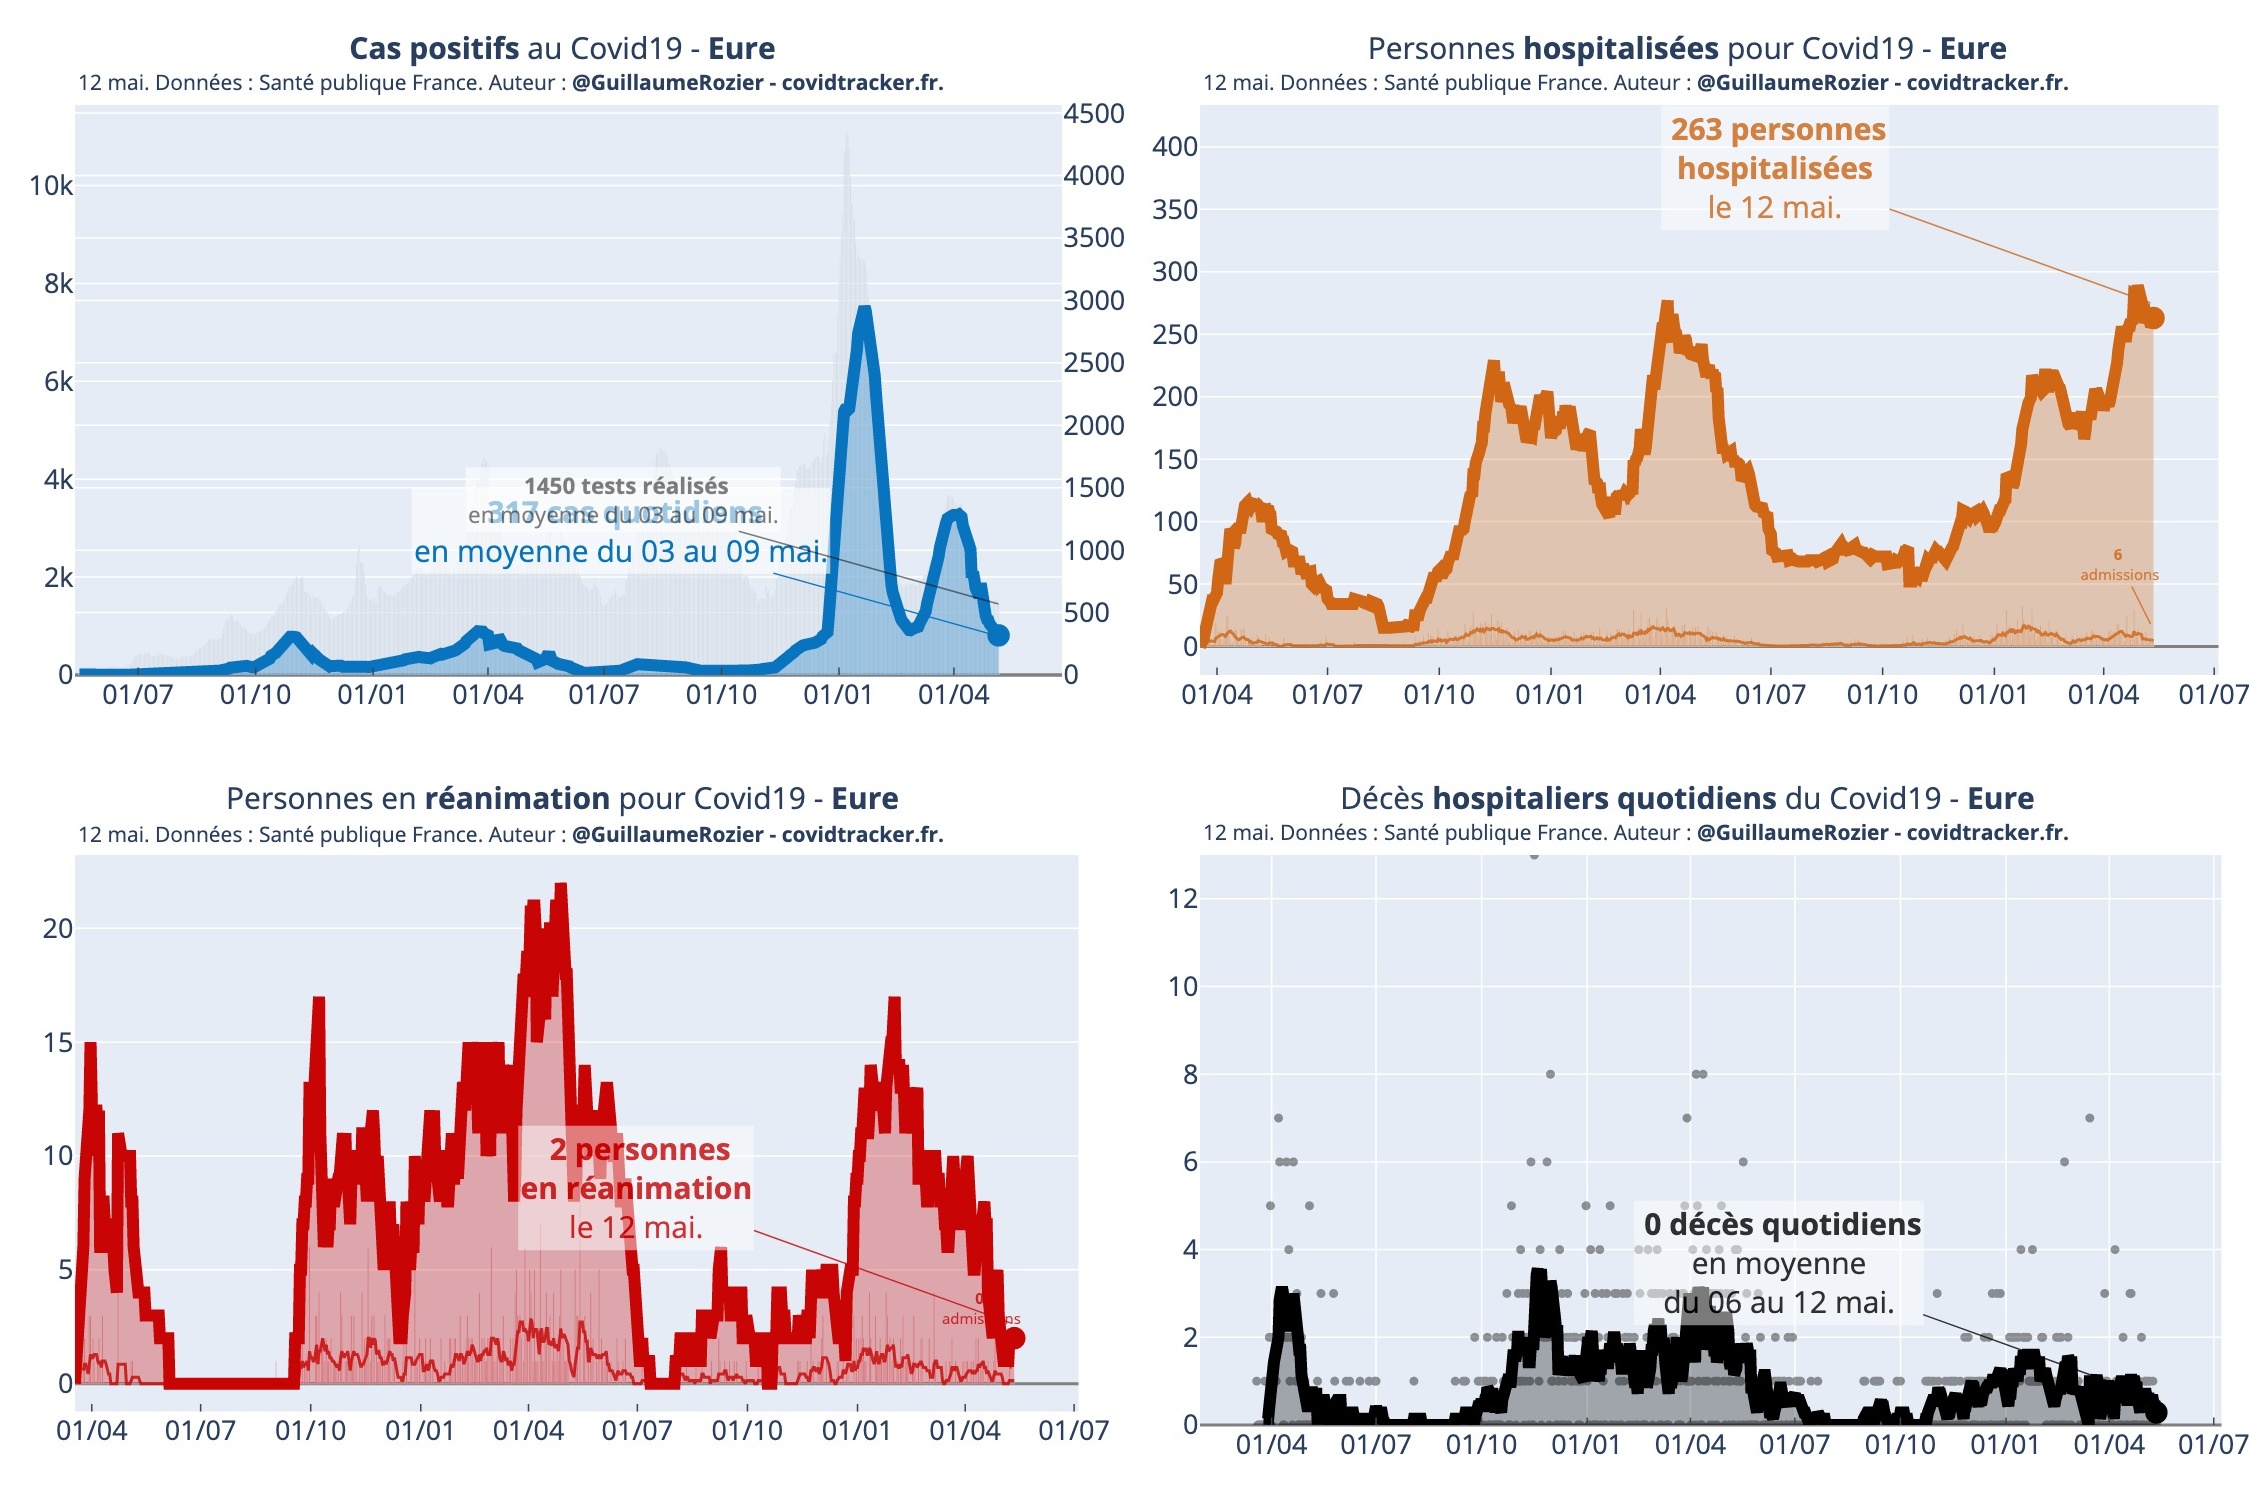 Cas positifs au Covid19 - Eure
12 mai. Données : Santé publique France. Auteur : @GuillaumeRozier - covidtracker.fr.
4500
4000
10k
3500
8k
3000
2500
6k
2000
4k
1500
1000
2k
500
0
0
1450 tests réalisés
en moyenne du 03 au 09 mai.
317 cas quotidiens
en moyenne du 03 au 09 mai.
01/07 01/10 01/01 01/04 01/07 01/10 01/01 01/04
Personnes hospitalisées pour Covid19 - Eure
12 mai. Données : Santé publique France. Auteur : @GuillaumeRozier - covidtracker.fr.
263 personnes
hospitalisées
le 12 mai.
400
350
300
250
200
150
100
50
0
6
admissions
01/04 01/07 01/10 01/01 01/04 01/07 01/10 01/01 01/04 01/07
Personnes en réanimation pour Covid19 - Eure
12 mai. Données : Santé publique France. Auteur : @GuillaumeRozier - covidtracker.fr.
20
15
10
5
0
2 personnes
en réanimation
le 12 mai.
0
admissions
01/04 01/07 01/10 01/01 01/04 01/07 01/10 01/01 01/04 01/07
Décès hospitaliers quotidiens du Covid19 - Eure
12 mai. Données : Santé publique France. Auteur : @GuillaumeRozier - covidtracker.fr.
12
10
8
6
4
2
0
0 décès quotidiens
en moyenne
du 06 au 12 mai.
01/04 01/07 01/10 01/01 01/04 01/07 01/10 01/01 01/04 01/07